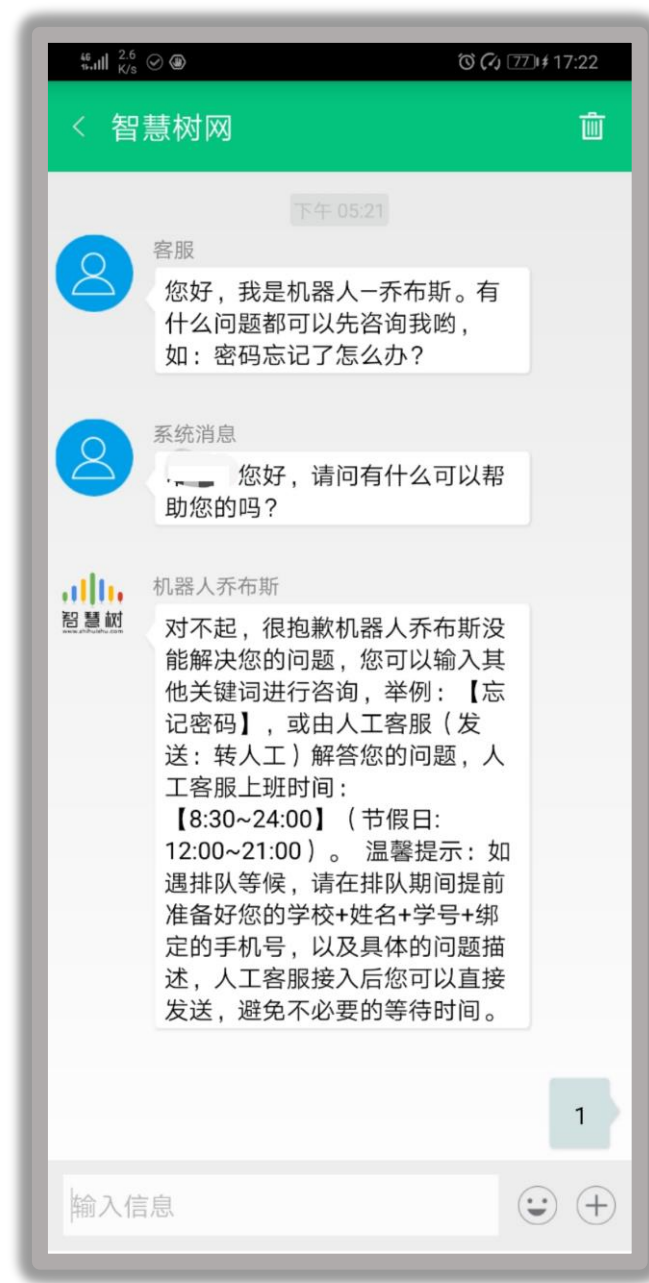 4G 2.6 K/s 77 17:22
智慧树网
下午 05:21
客服
您好，我是机器人—乔布斯。有
什么问题都可以先咨询我哟，
如：密码忘记了怎么办？
系统消息
您好，请问有什么可以帮
助您的吗？
智慧树
www.zhihuishu.com
机器人乔布斯
对不起，很抱歉机器人乔布斯没
能解决您的问题，您可以输入其
他关键词进行咨询，举例：【忘
记密码】，或由人工客服（发
送：转人工）解答您的问题，人
工客服上班时间：
【8:30~24:00】（节假日:
12:00~21:00）。 温馨提示：如
遇排队等候，请在排队期间提前
准备好您的学校+姓名+学号+绑
定的手机号，以及具体的问题描
述，人工客服接入后您可以直接
发送，避免不必要的等待时间。
1
输入信息